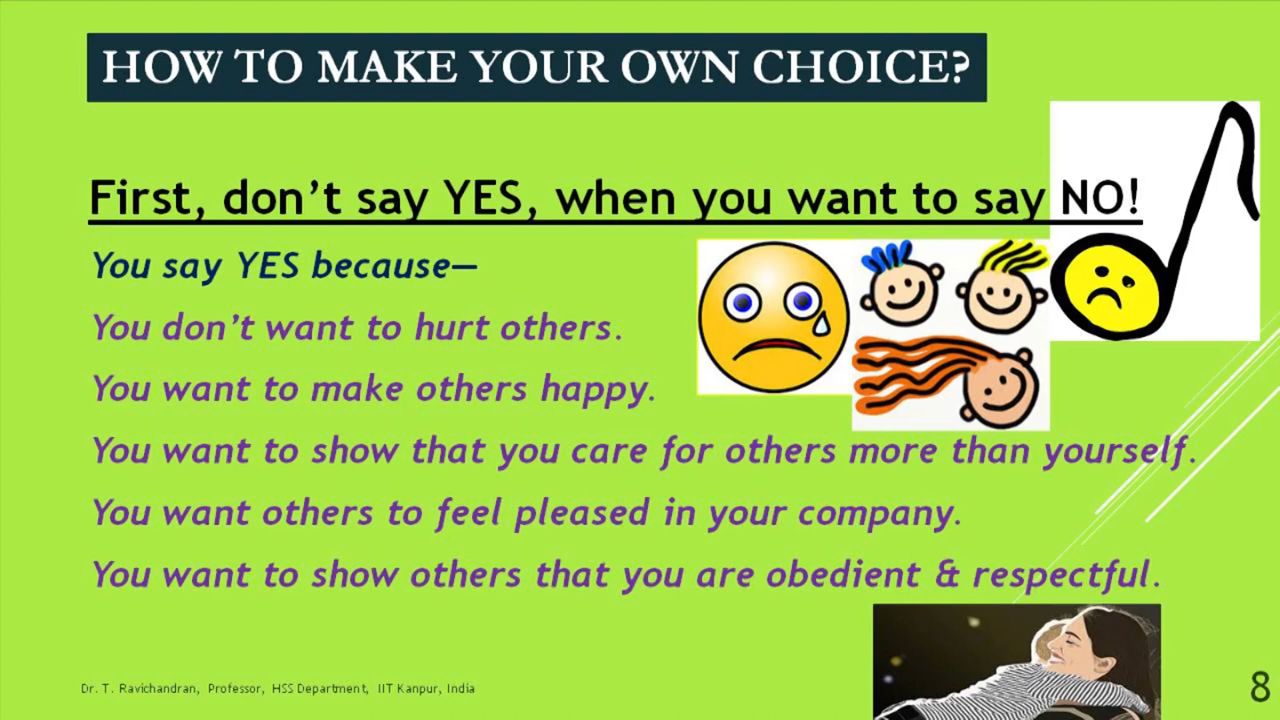 HOW TO MAKE YOUR OWN CHOICE?
First, don't say YES, when you want to say NO!
You say YES because—
You don't want to hurt others.
You want to make others happy.
You want to show that you care for others more than yourself.
You want others to feel pleased in your company.
You want to show others that you are obedient & respectful.
Dr. T. Ravichandran, Professor, HSS Department, IIT Kanpur, India
8